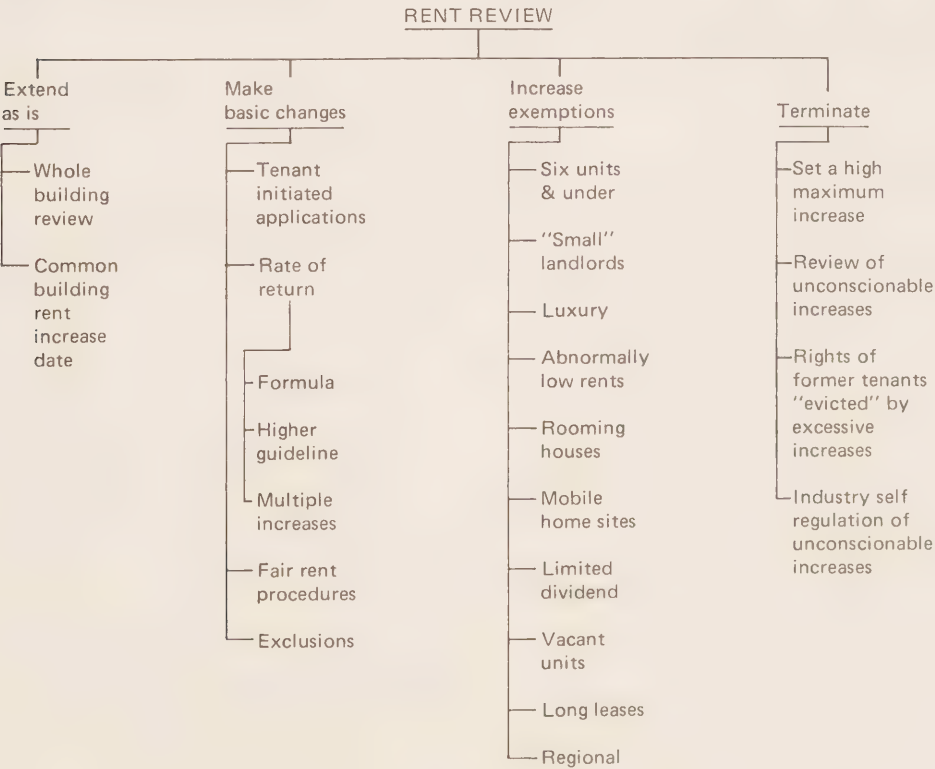 RENT REVIEW
Extend
as is
Whole
building
review
Common
building
rent
increase
date
Make
basic changes
Tenant
initiated
applications
Rate of
return
Formula
Higher
guideline
Multiple
increases
Fair rent
procedures
Exclusions
Increase
exemptions
Six units
& under
"Small"
landlords
Luxury
Abnormally
low rents
Rooming
houses
Mobile
home sites
Limited
dividend
Vacant
units
Long leases
Regional
Terminate
Set a high
maximum
increase
Review of
unconscionable
increases
Rights of
former tenants
"evicted" by
excessive
increases
Industry self
regulation of
unconscionable
increases